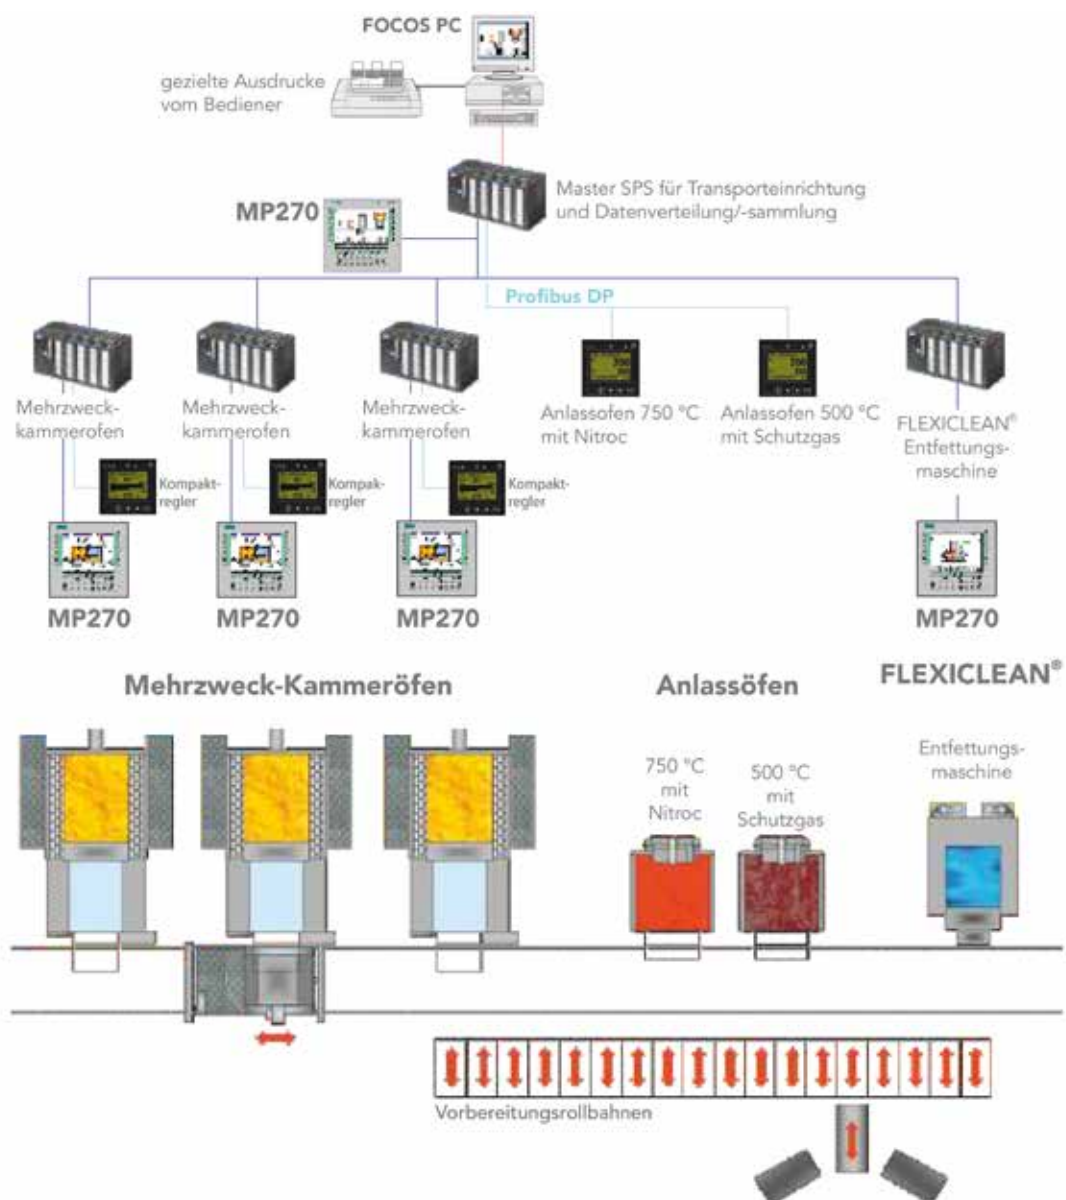 FOCOS PC
gezielte Ausdrucke
vom Bediener
Master SPS für Transporteinrichtung
und Datenverteilung/-sammlung
MP270
Profibus DP
Mehrzweck-
kammerofen
Mehrzweck-
kammerofen
Mehrzweck-
kammerofen
Anlassofen 750 °C
mit Nitroc
Anlassofen 500 °C
mit Schutzgas
FLEXICLEAN®
Entfettungs-
maschine
Kompakt-
regler
Kompak-
regler
Kompakt-
regler
MP270
MP270
MP270
MP270
Mehrzweck-Kammeröfen
Anlassöfen
FLEXICLEAN®
750 °C
mit
Nitroc
500 °C
mit
Schutzgas
Entfettungs-
maschine
Vorbereitungsrollbahnen